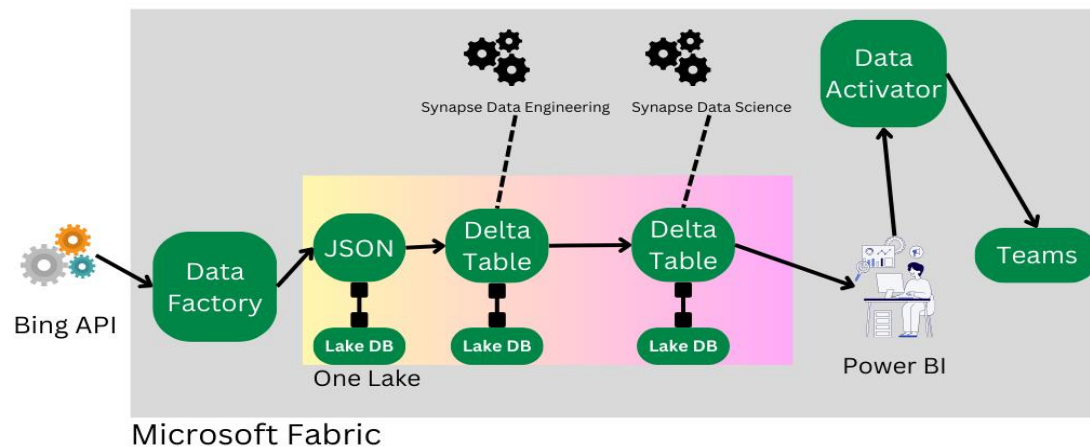 Synapse Data Engineering
Synapse Data Science
Data
Activator
Bing API
Data
Factory
JSON
Delta
Table
Delta
Table
Lake DB
Lake DB
Lake DB
One Lake
Power BI
Teams
Microsoft Fabric